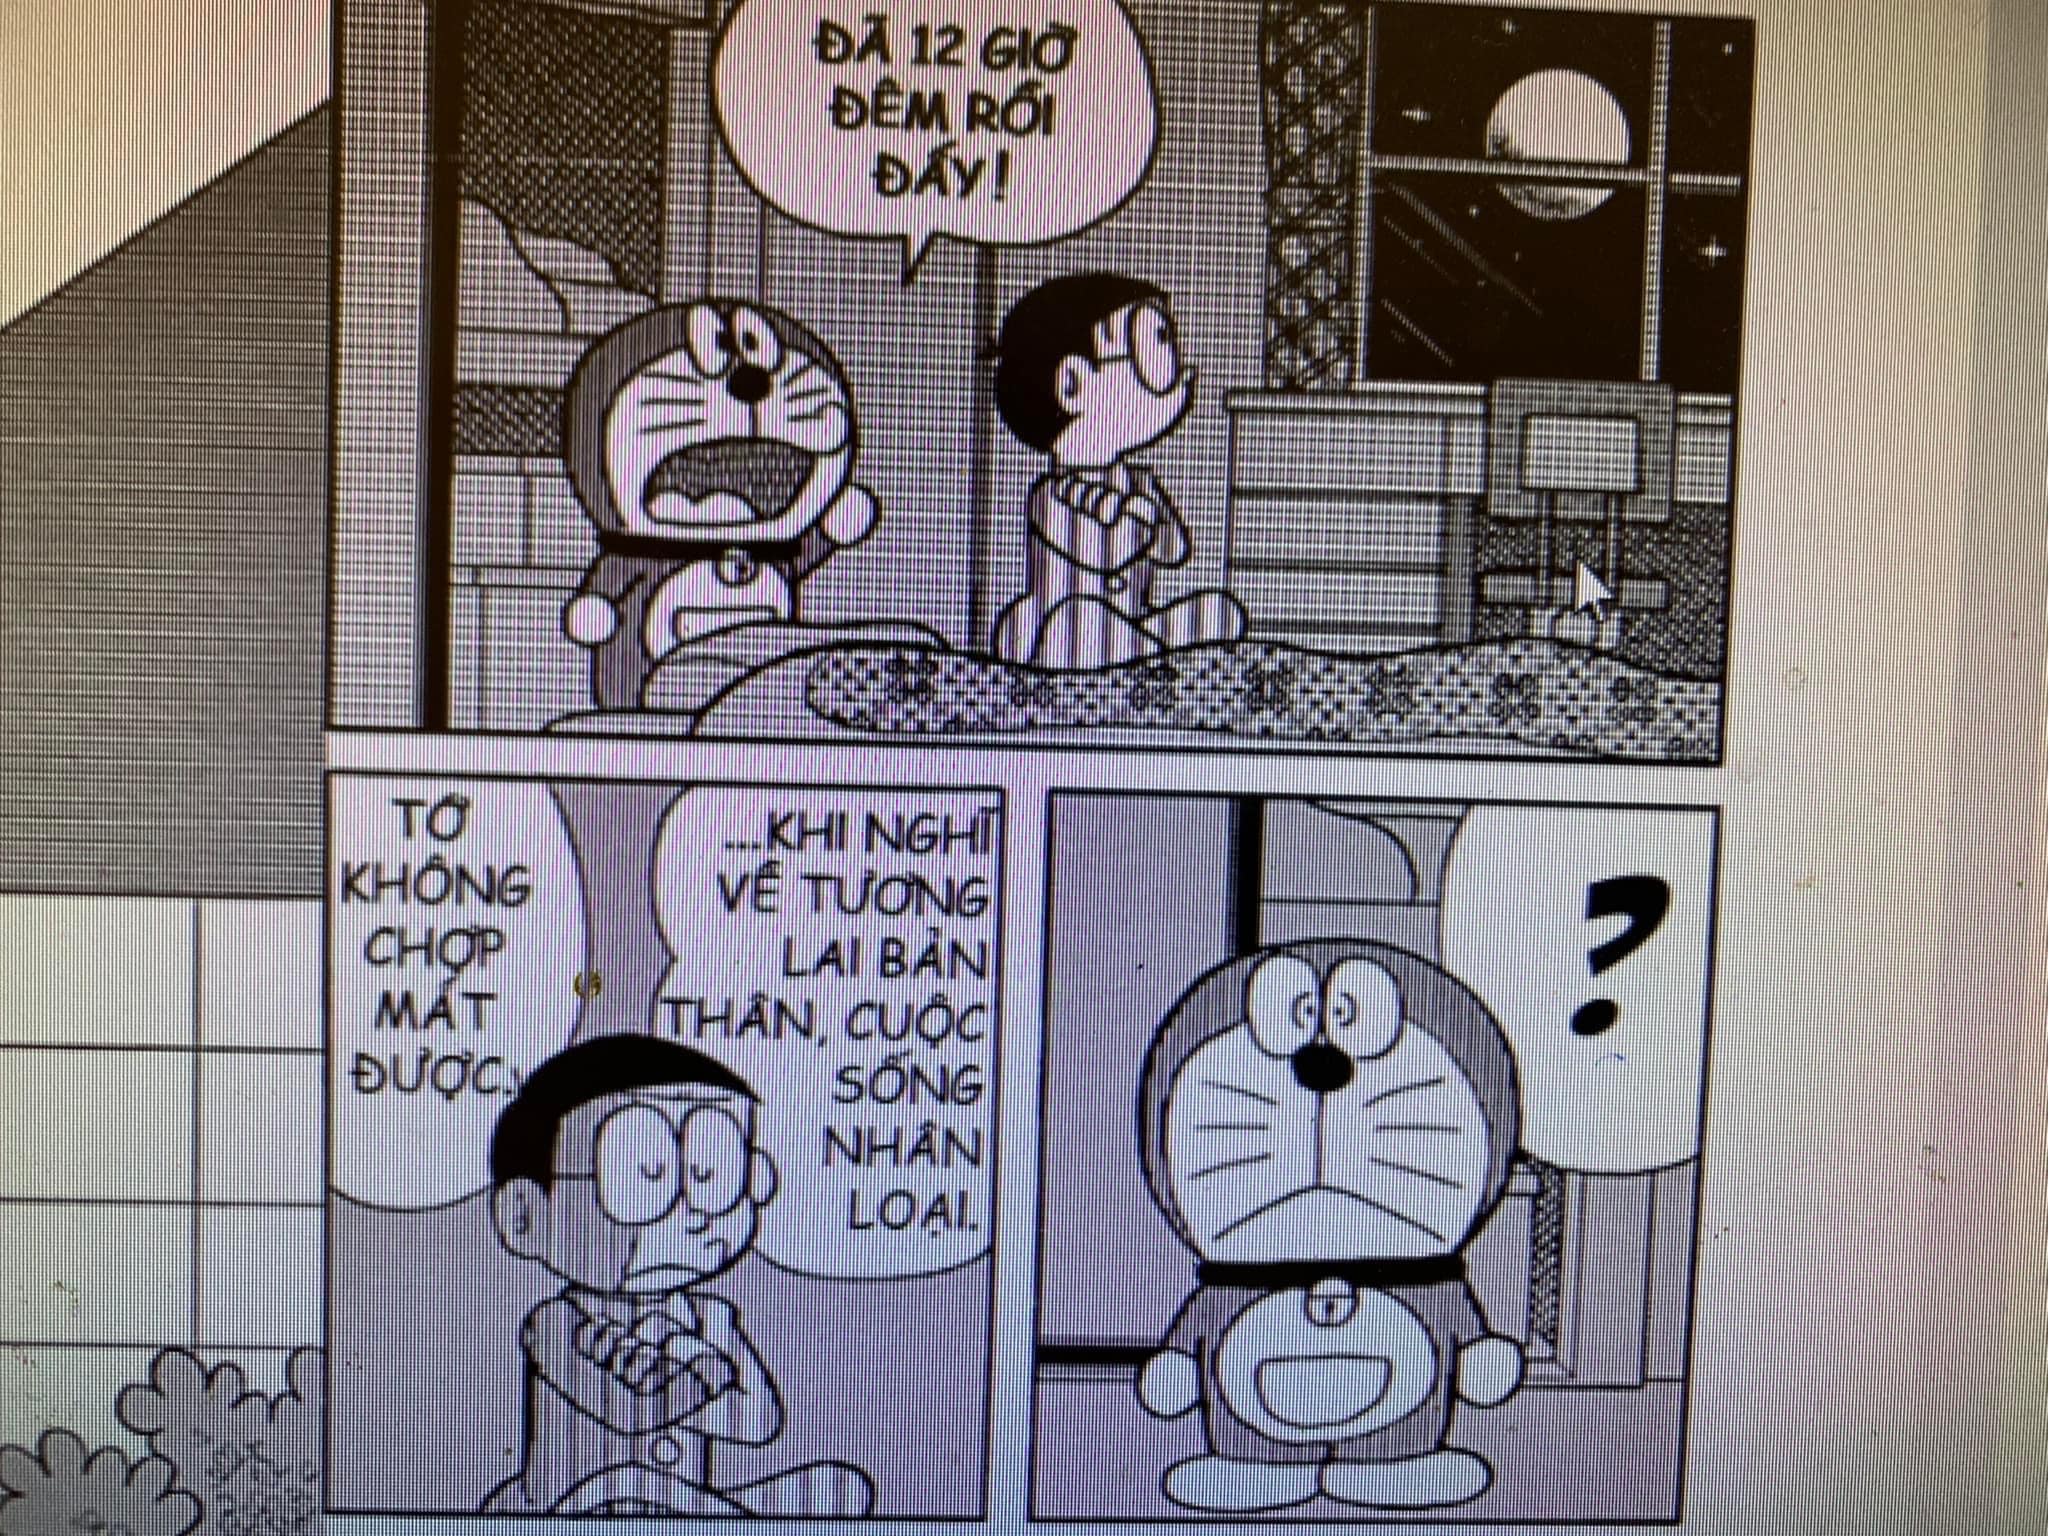 ĐÃ 12 GIỜ
ĐÊM RỒI
ĐẤY!
TỚ
KHÔNG
CHỢP
MẮT
ĐƯỢC.
...KHI NGHĨ
VỀ TƯƠNG
LAI BẢN
THÂN, CUỘC
SỐNG
NHÂN
LOẠI.
?